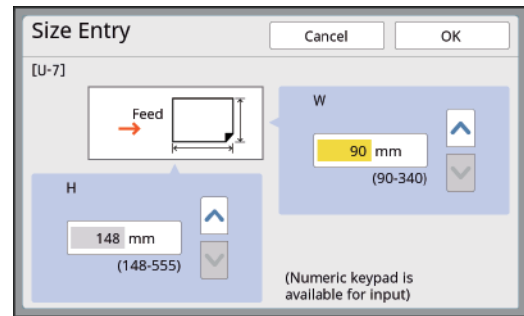 Size Entry
Cancel
OK
[U-7]
Feed
W
90 mm
(90-340)
H
148 mm
(148-555)
(Numeric keypad is
available for input)